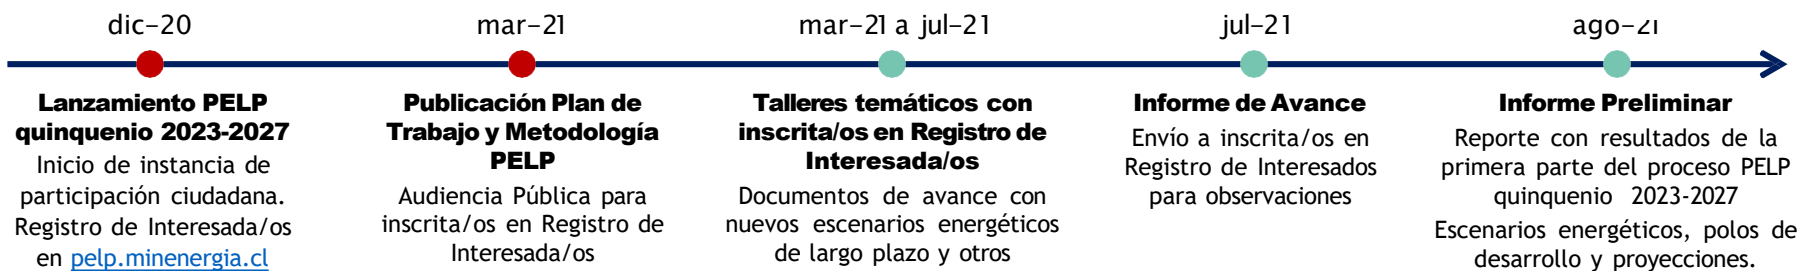 dic-20
Lanzamiento PELP
quinquenio 2023-2027
Inicio de instancia de
participación ciudadana.
Registro de Interesada/os
en pelp.minenergia.cl
mar-21
Publicación Plan de
Trabajo y Metodología
PELP
Audiencia Pública para
inscrita/os en Registro de
Interesada/os
mar-21 a jul-21
Talleres temáticos con
inscrita/os en Registro de
Interesada/os
Documentos de avance con
nuevos escenarios energéticos
de largo plazo y otros
jul-21
Informe de Avance
Envío a inscrita/os en
Registro de Interesados
para observaciones
ago-21
Informe Preliminar
Reporte con resultados de la
primera parte del proceso PELP
quinquenio 2023-2027
Escenarios energéticos, polos de
desarrollo y proyecciones.